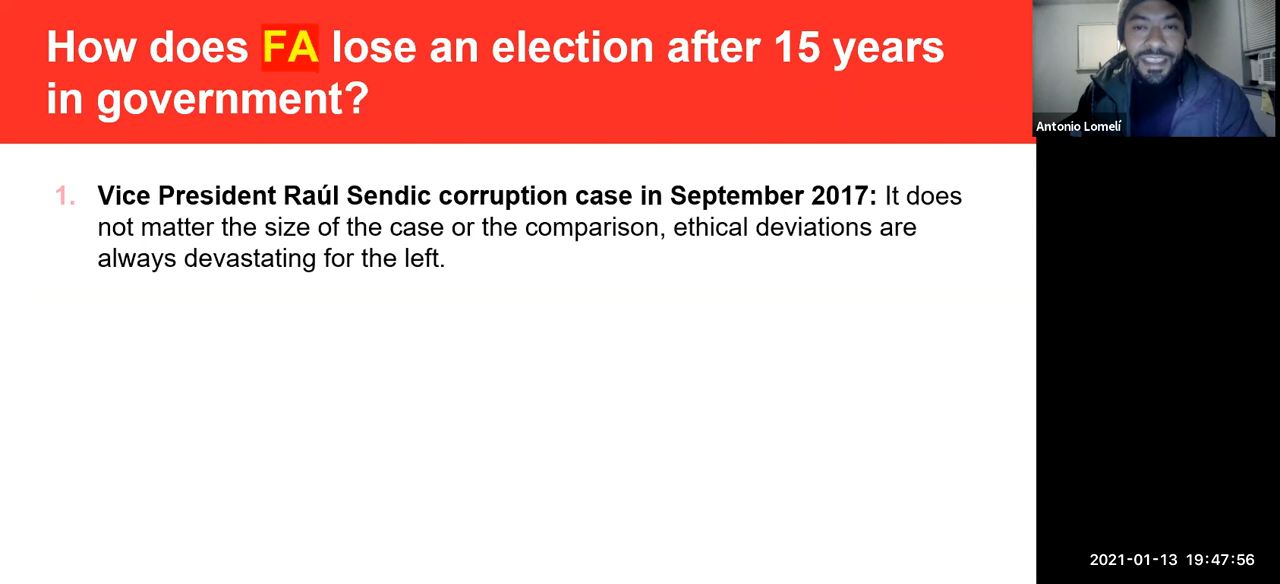 How does FA lose an election after 15 years
in government?
Antonio Lomelí
1. Vice President Raúl Sendic corruption case in September 2017: It does
not matter the size of the case or the comparison, ethical deviations are
always devastating for the left.
2021-01-13 19:47:56